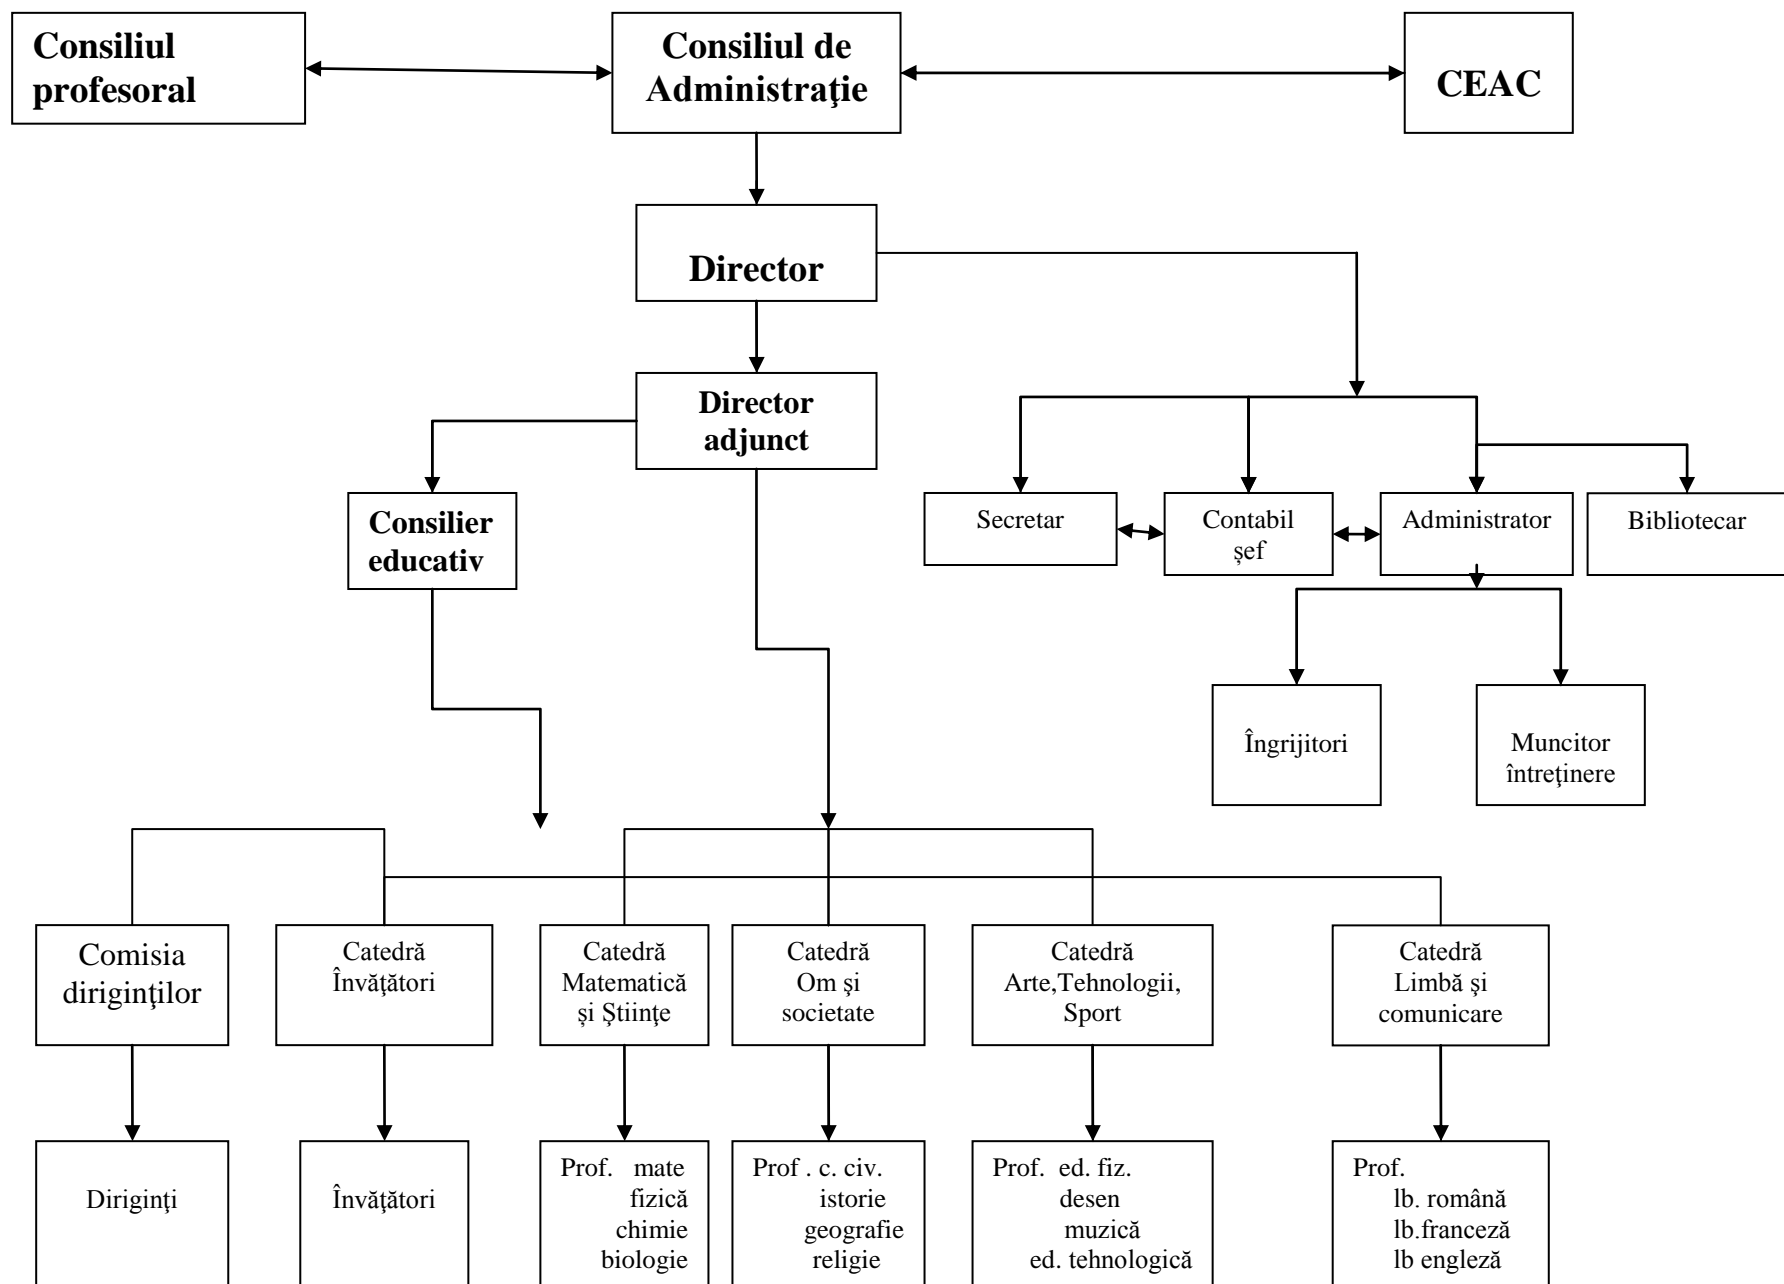 Consiliul
profesoral
Consiliul de
Administraţie
CEAC
Director
Director
adjunct
Consilier
educativ
Secretar
Contabil
șef
Administrator
Bibliotecar
Îngrijitori
Muncitor
întreţinere
Comisia
diriginţilor
Catedră
Învăţători
Catedră
Matematică
și Ştiinţe
Catedră
Om şi
societate
Catedră
Arte,Tehnologii,
Sport
Catedră
Limbă şi
comunicare
Diriginţi
Învăţători
Prof. mate
fizică
chimie
biologie
Prof . c. civ.
istorie
geografie
religie
Prof. ed. fiz.
desen
muzică
ed. tehnologică
Prof.
lb. română
lb.franceză
lb engleză